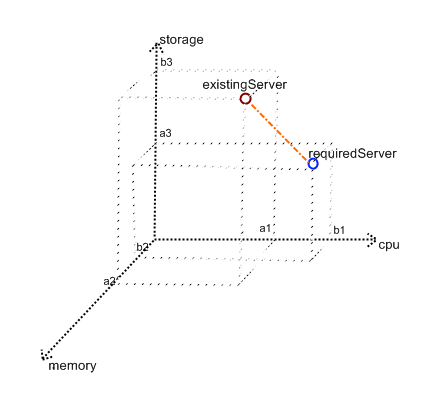 storage
b3
existingServer
a3
requiredServer
a1
b1
b2
cpu
a2
memory